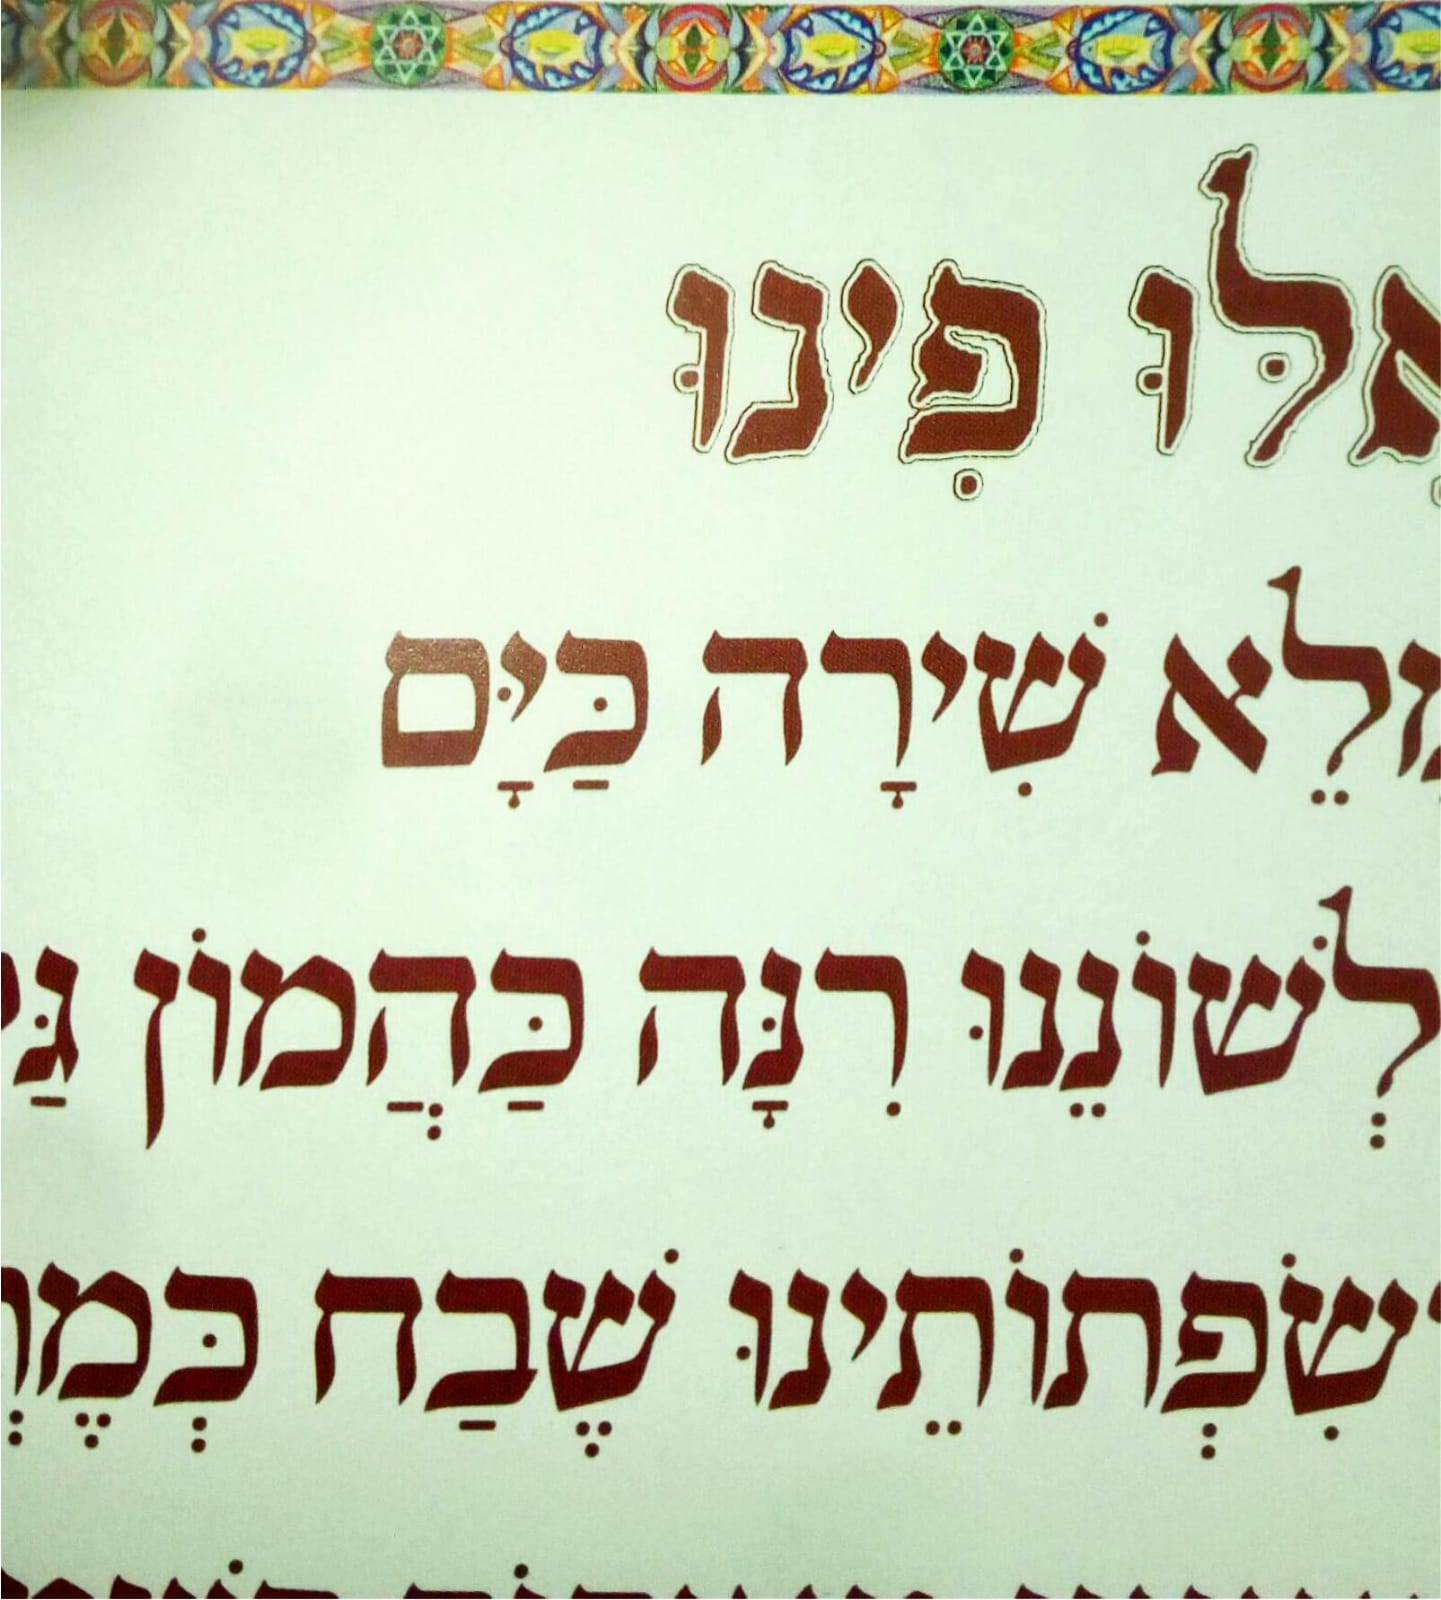 אִלּוּ פִינוּ
מָלֵא שִׁירָה כַּיָּם
לְשׁוֹנֵנוּ רִנָּה כַּהֲמוֹן
שִׂפְתוֹתֵינוּ שֶׁבַח